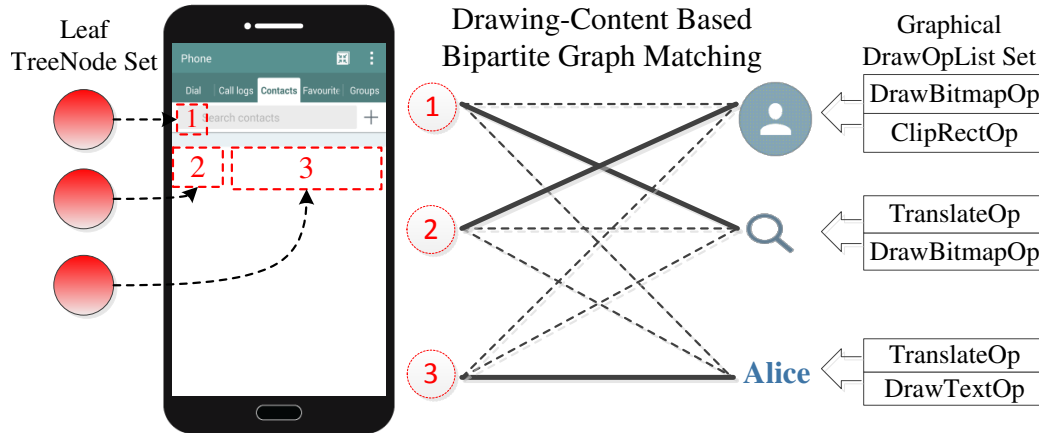 Leaf
TreeNode Set
Phone
Dial Call logs Contacts Favourite Groups
Search contacts +
1
2
3
Drawing-Content Based
Bipartite Graph Matching
1
2
3
Alice
Graphical
DrawOpList Set
DrawBitmapOp
ClipRectOp
TranslateOp
DrawBitmapOp
TranslateOp
DrawTextOp